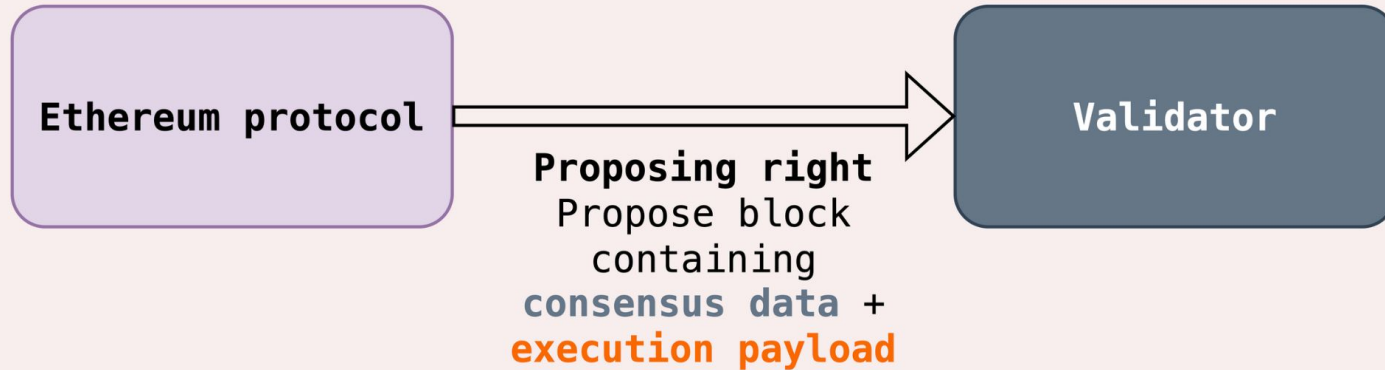 Ethereum protocol
Validator
Proposing right
Propose block
containing
consensus data +
execution payload